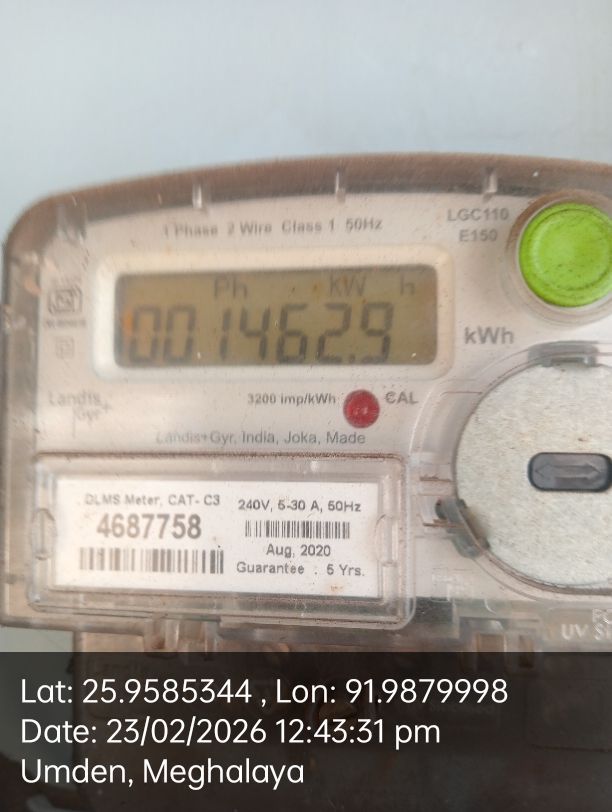 1 Phase 2 Wire Class 1 50Hz
LGC110
E150
Ph kW h
001462.9
kWh
3200 imp/kWh CAL
Landis
Gyr+
Landis+Gyr, India, Joka, Made
DLMS Meter, CAT- C3
4687758
240V, 5-30 A, 50Hz
Aug, 2020
Guarantee : 5 Yrs.
UV
Lat: 25.9585344 , Lon: 91.9879998
Date: 23/02/2026 12:43:31 pm
Umden, Meghalaya